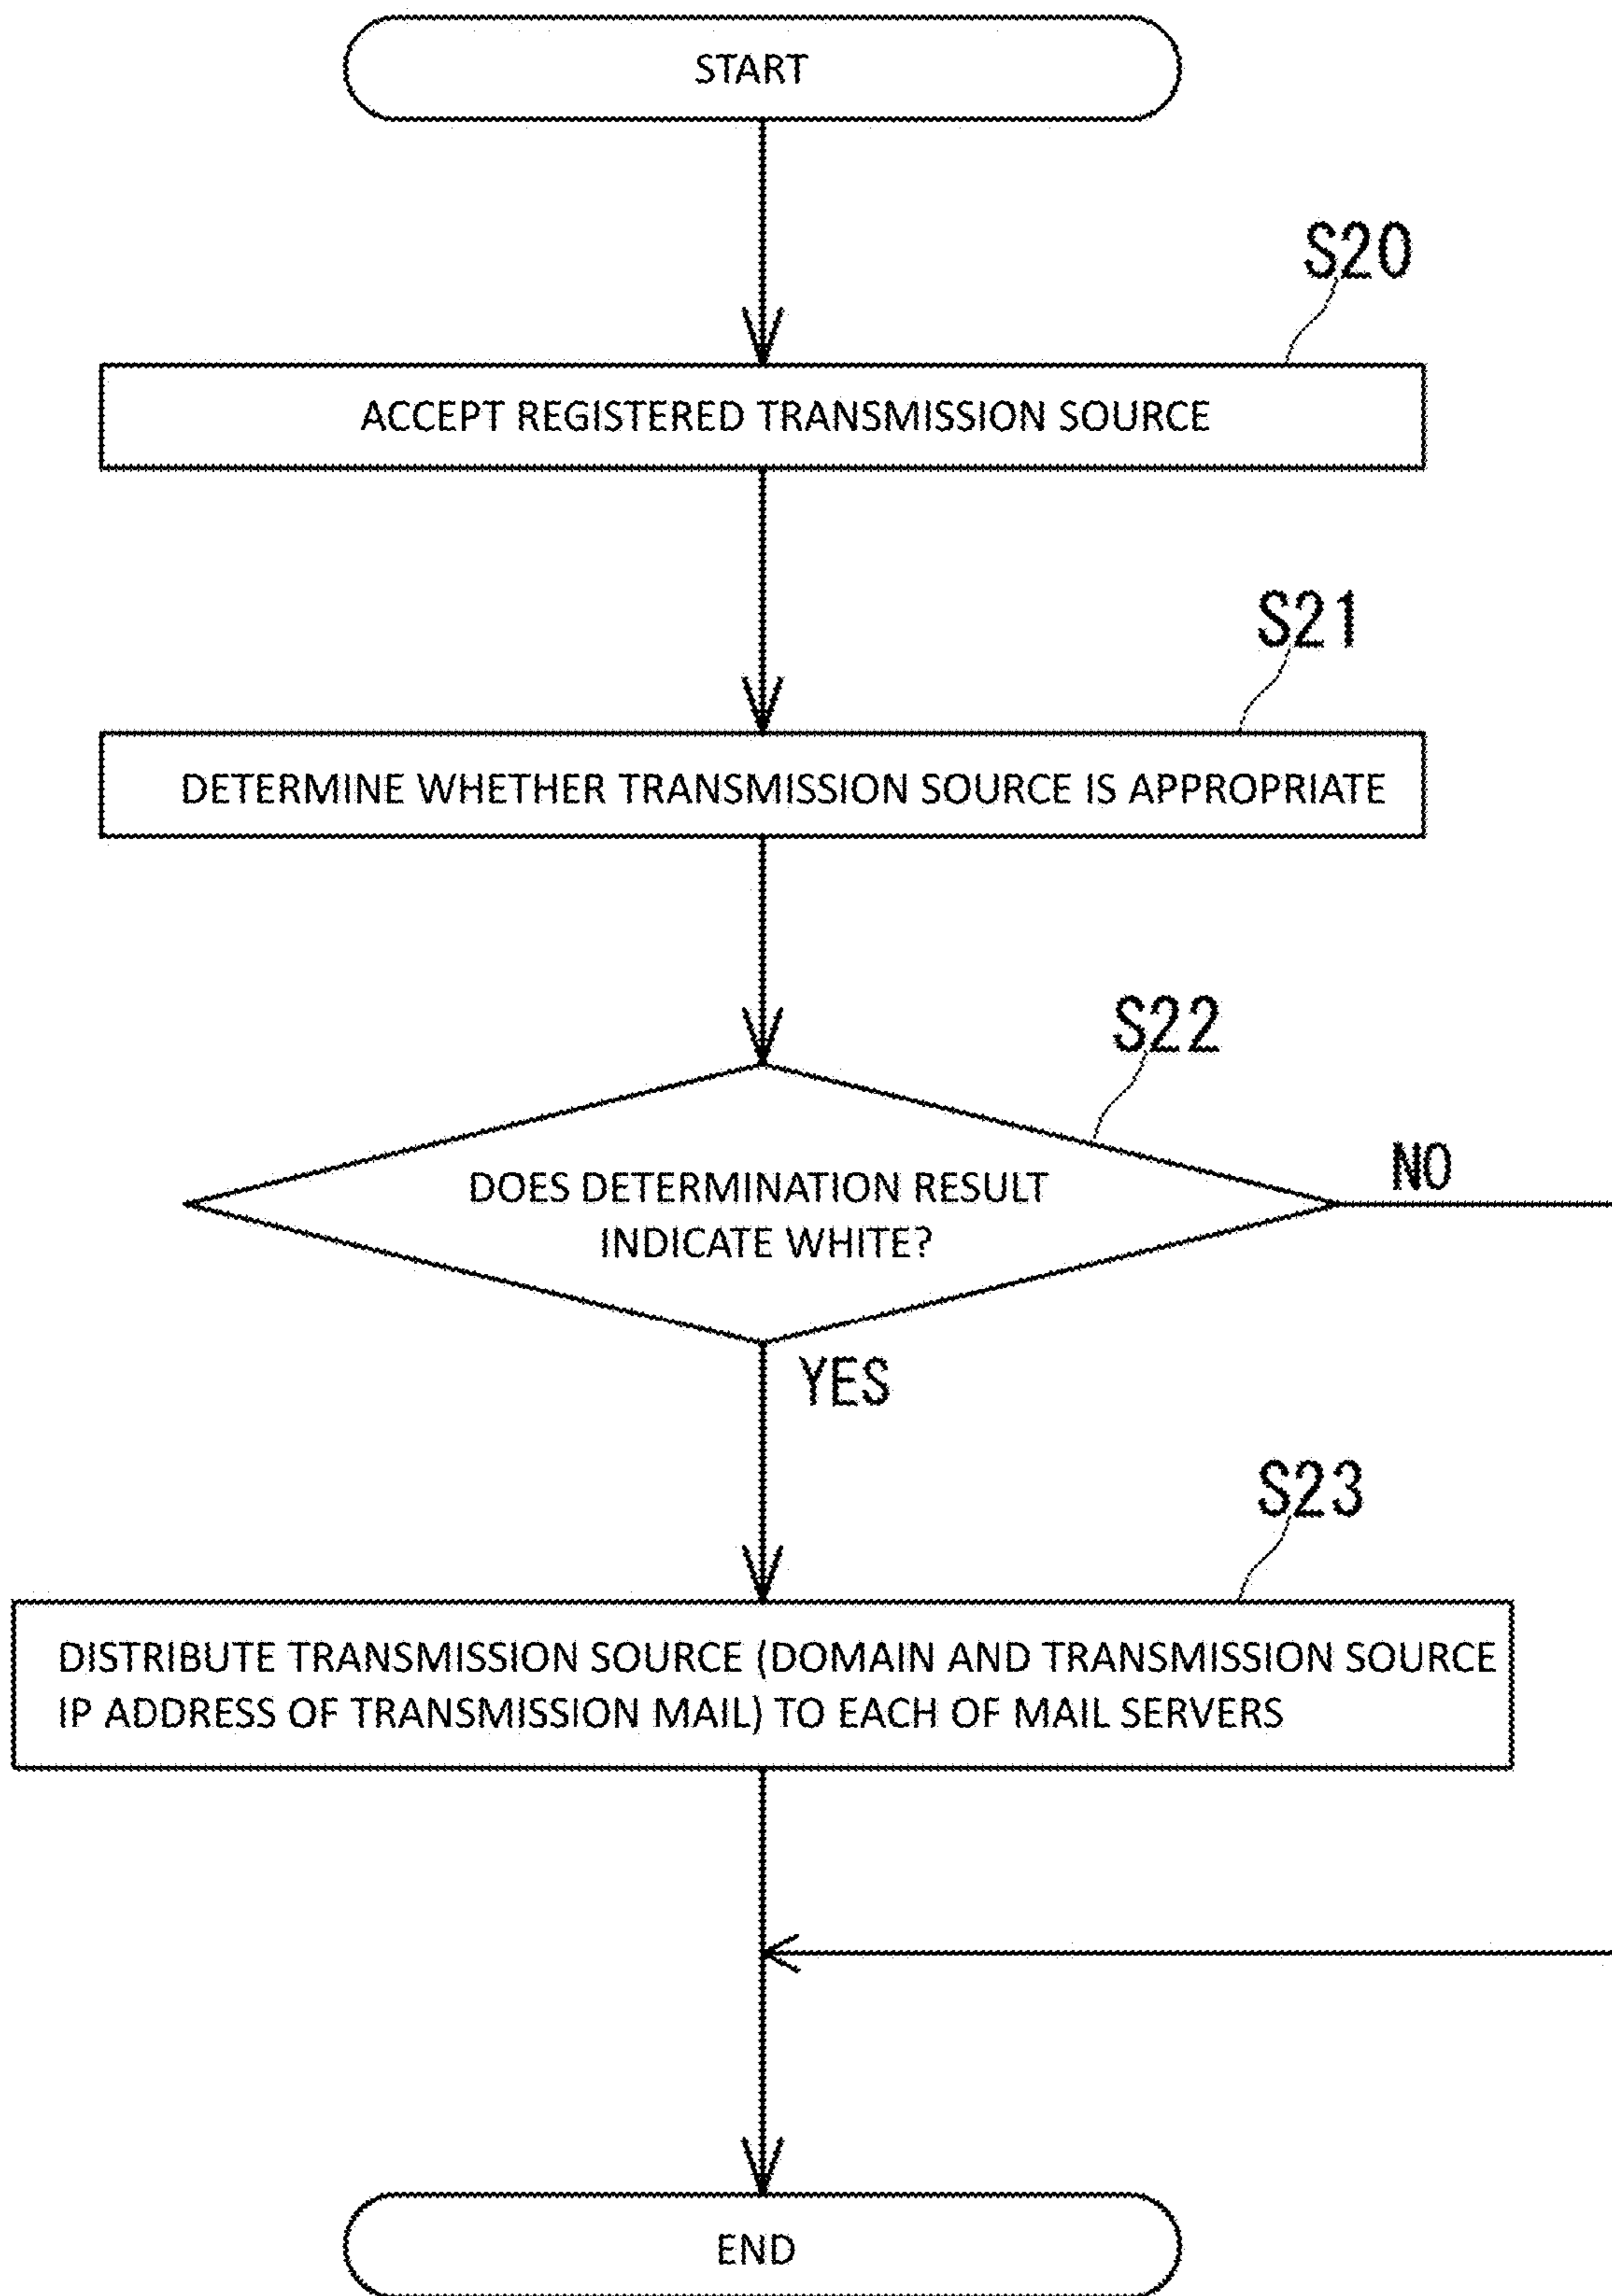 START
S20
ACCEPT REGISTERED TRANSMISSION SOURCE
S21
DETERMINE WHETHER TRANSMISSION SOURCE IS APPROPRIATE
S22
DOES DETERMINATION RESULT
INDICATE WHITE?
NO
YES
S23
DISTRIBUTE TRANSMISSION SOURCE (DOMAIN AND TRANSMISSION SOURCE
IP ADDRESS OF TRANSMISSION MAIL) TO EACH OF MAIL SERVERS
END